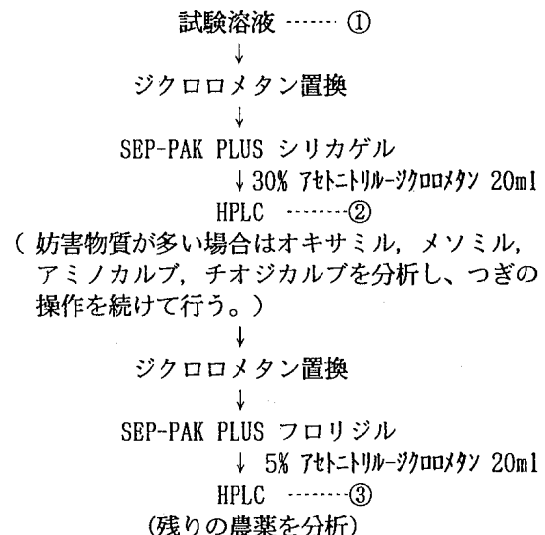 試験溶液 ……… ①
↓
ジクロロメタン置換
↓
SEP-PAK PLUS シリカゲル
↓ 30% アセトニトリル-ジクロロメタン 20ml
HPLC ………②
( 妨害物質が多い場合はオキサミル, メソミル,
アミノカルブ, チオジカルブを分析し、つぎの
操作を続けて行う。)
↓
ジクロロメタン置換
↓
SEP-PAK PLUS フロリジル
↓ 5% アセトニトリル-ジクロロメタン 20ml
HPLC ………③
(残りの農薬を分析)